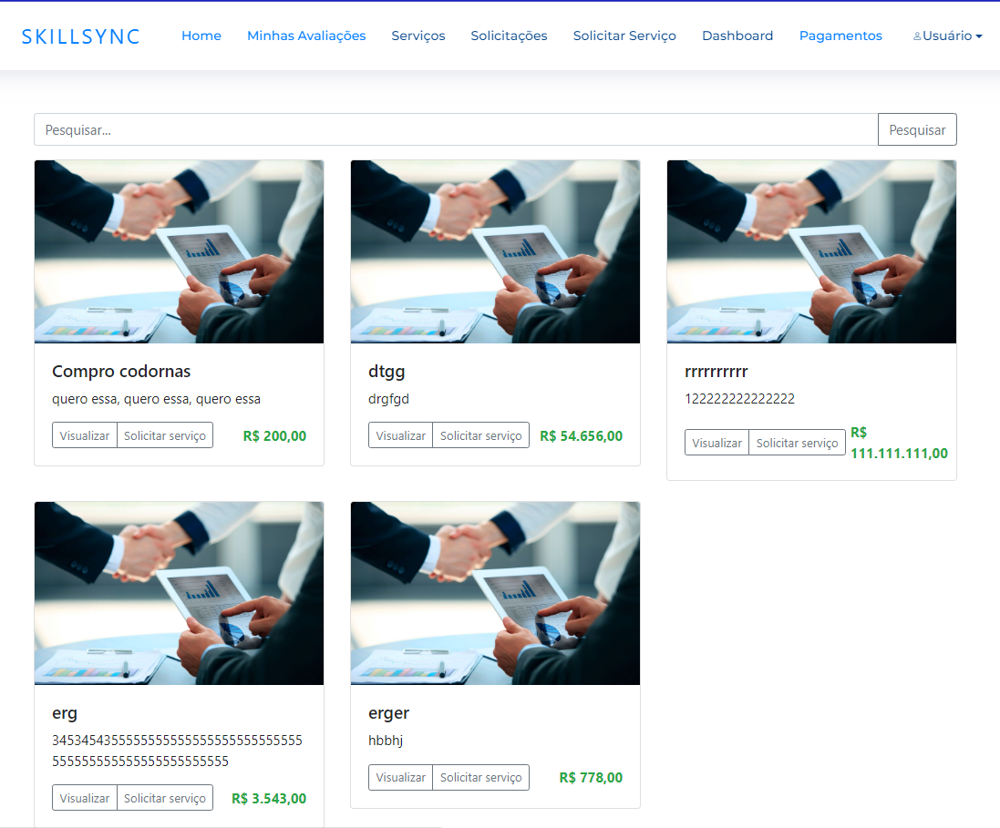 SKILLSYNC
Home
Minhas Avaliações
Serviços
Solicitações
Solicitar Serviço
Dashboard
Pagamentos
Usuário
Pesquisar...
Pesquisar
Compro codornas
quero essa, quero essa, quero essa
Visualizar
Solicitar serviço
R$ 200,00
dtgg
drgfgd
Visualizar
Solicitar serviço
R$ 54.656,00
rrrrrrrrrr
122222222222222
Visualizar
Solicitar serviço
R$
111.111.111,00
erg
Visualizar
Solicitar serviço
R$ 3.543,00
erger
hbbhj
Visualizar
Solicitar serviço
R$ 778,00